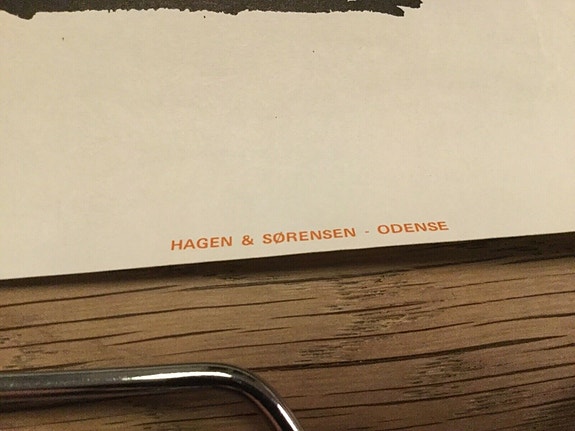 HAGEN & SØRENSEN - ODENSE